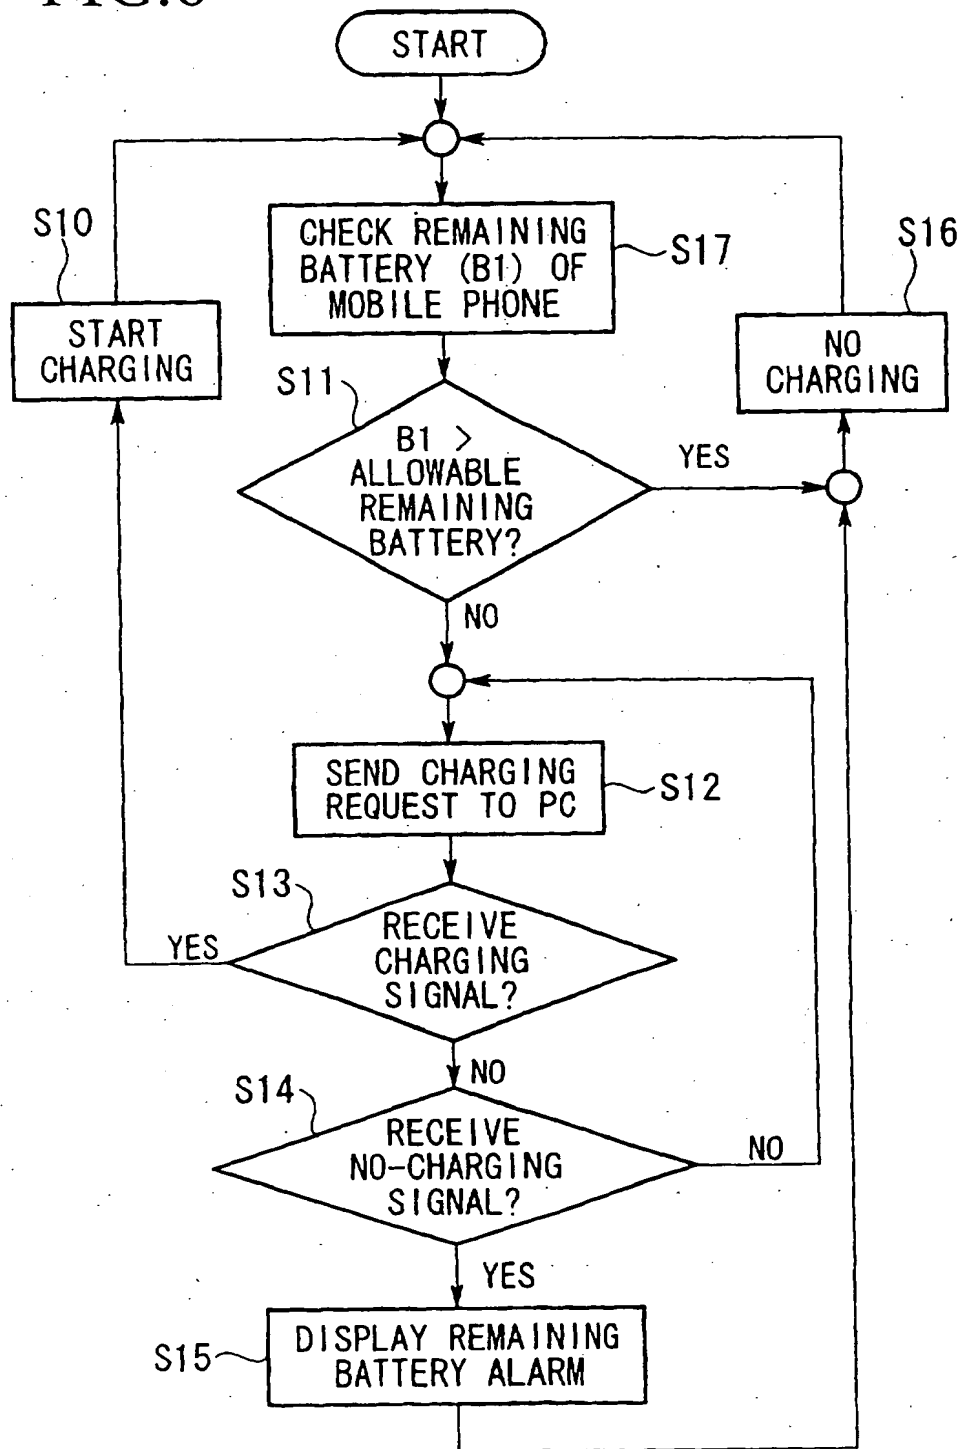 START
S10
CHECK REMAINING
BATTERY (B1) OF
MOBILE PHONE
S17
S16
START
CHARGING
NO
CHARGING
S11
B1 >
ALLOWABLE
REMAINING
BATTERY?
YES
NO
SEND CHARGING
REQUEST TO PC
S12
S13
RECEIVE
CHARGING
SIGNAL?
YES
NO
S14
RECEIVE
NO-CHARGING
SIGNAL?
NO
YES
S15
DISPLAY REMAINING
BATTERY ALARM